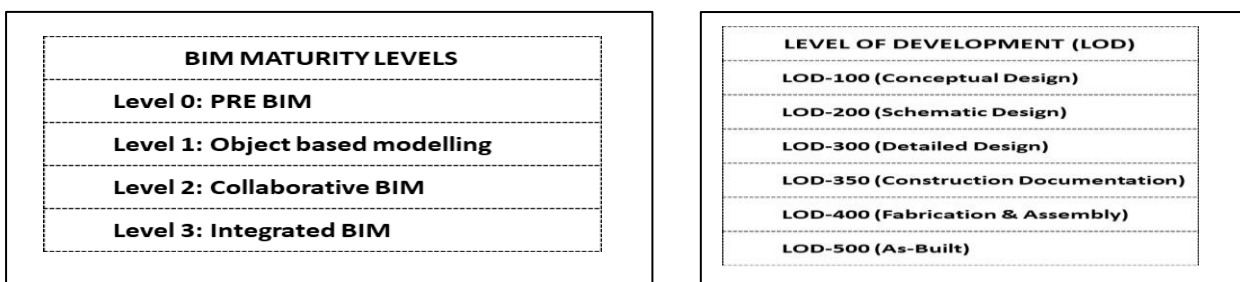 BIM MATURITY LEVELS
Level 0: PRE BIM
Level 1: Object based modelling
Level 2: Collaborative BIM
Level 3: Integrated BIM
LEVEL OF DEVELOPMENT (LOD)
LOD-100 (Conceptual Design)
LOD-200 (Schematic Design)
LOD-300 (Detailed Design)
LOD-350 (Construction Documentation)
LOD-400 (Fabrication & Assembly)
LOD-500 (As-Built)